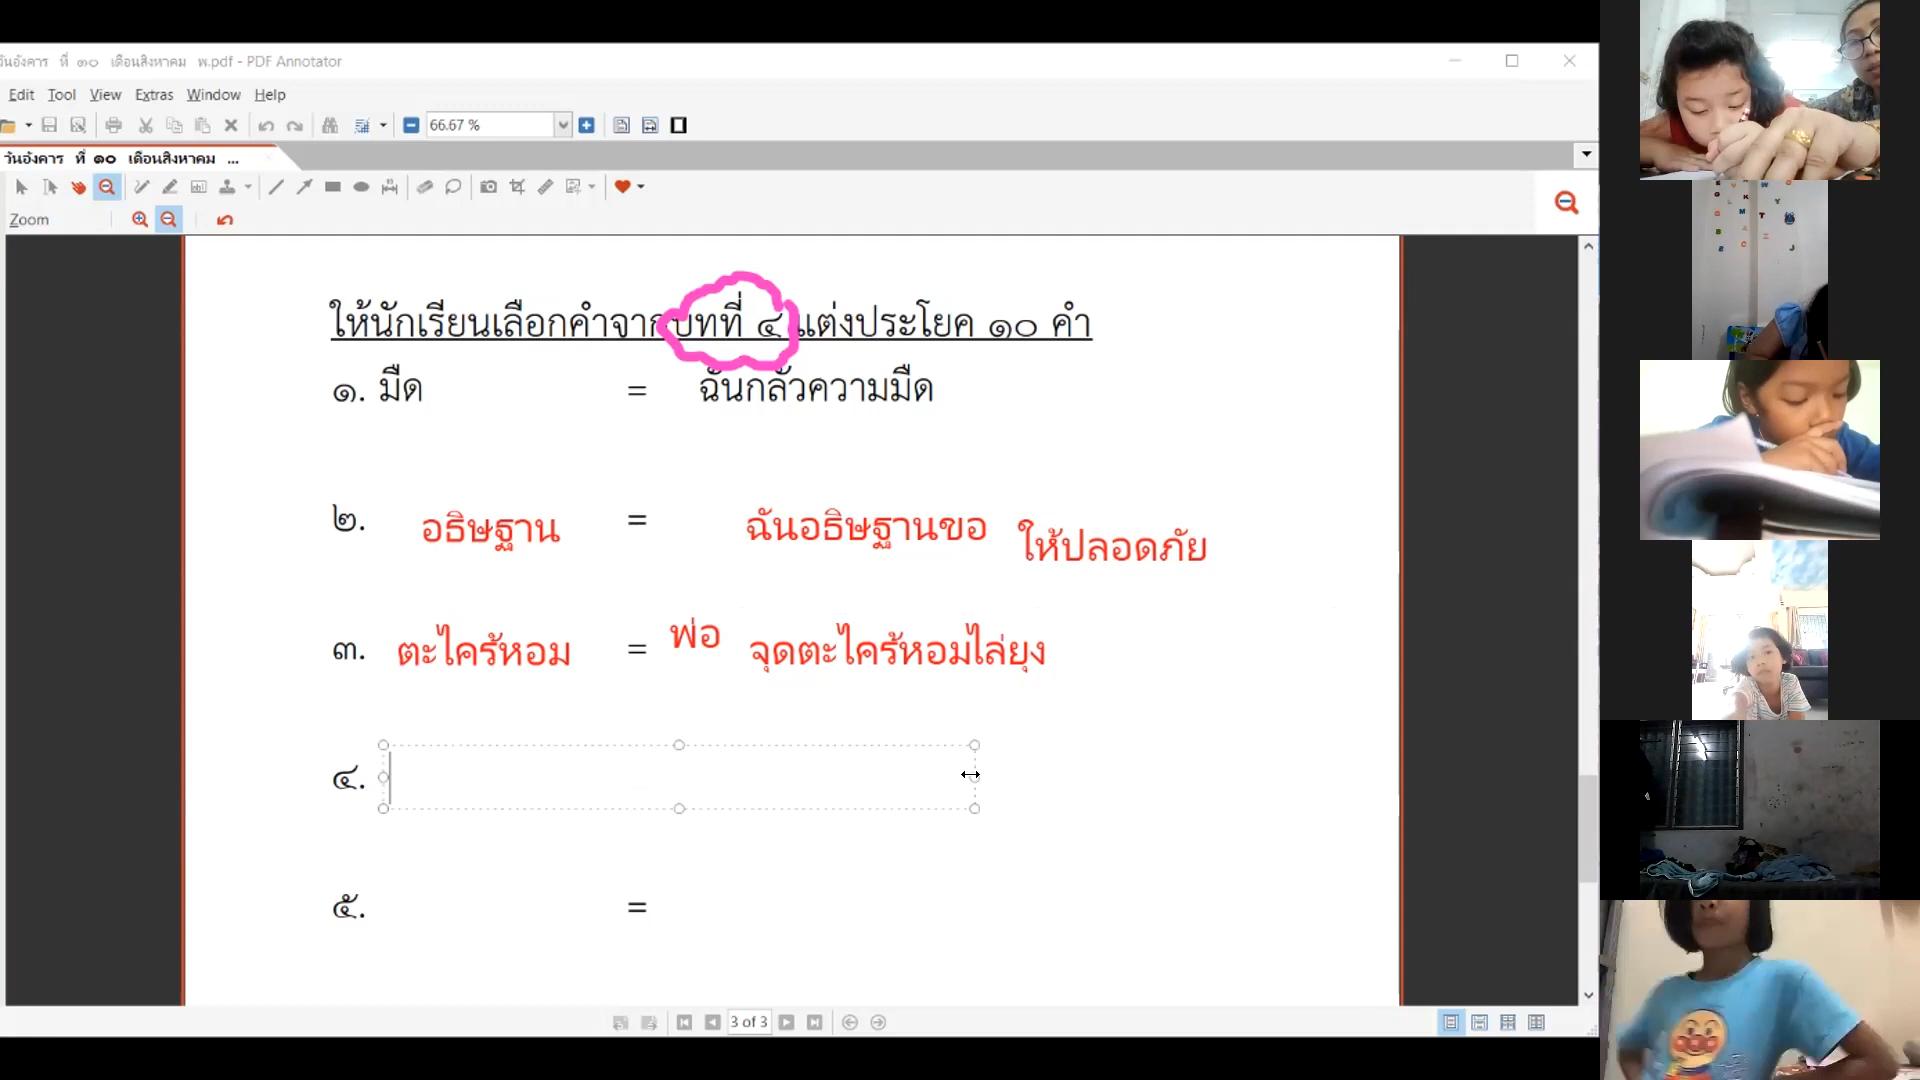 วันอังคาร ที่ ๑๐ เดือนสิงหาคม พ.pdf - PDF Annotator
Edit Tool View Extras Window Help
66.67 %
วันอังคาร ที่ ๑๐ เดือนสิงหาคม ...
Zoom
ให้นักเรียนเลือกคำจากบทที่ ๔ แต่งประโยค ๑๐ คำ
๑. มืด = ฉันกลัวความมืด
๒. อธิษฐาน = ฉันอธิษฐานขอ ให้ปลอดภัย
๓. ตะไคร้หอม = พ่อ จุดตะไคร้หอมไล่ยุง
๔.
๕. =
3 of 3